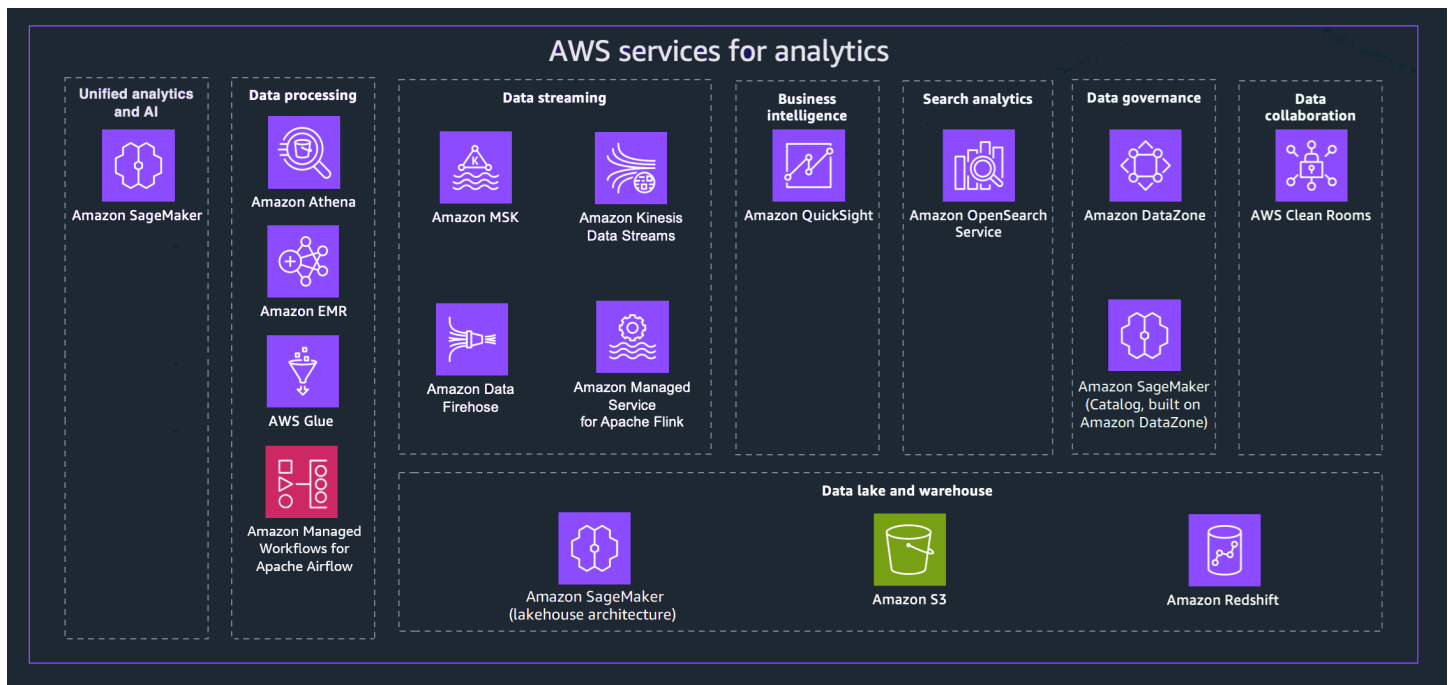 AWS services for analytics
Unified analytics
and AI
Amazon SageMaker
Data processing
Amazon Athena
Amazon EMR
AWS Glue
Amazon Managed
Workflows for
Apache Airflow
Data streaming
K
Amazon MSK
Amazon Kinesis
Data Streams
Amazon Data
Firehose
Amazon Managed
Service
for Apache Flink
Business
intelligence
Amazon QuickSight
Search analytics
Amazon OpenSearch
Service
Data governance
Amazon DataZone
Amazon SageMaker
(Catalog, built on
Amazon DataZone)
Data
collaboration
AWS Clean Rooms
Data lake and warehouse
Amazon SageMaker
(lakehouse architecture)
Amazon S3
Amazon Redshift